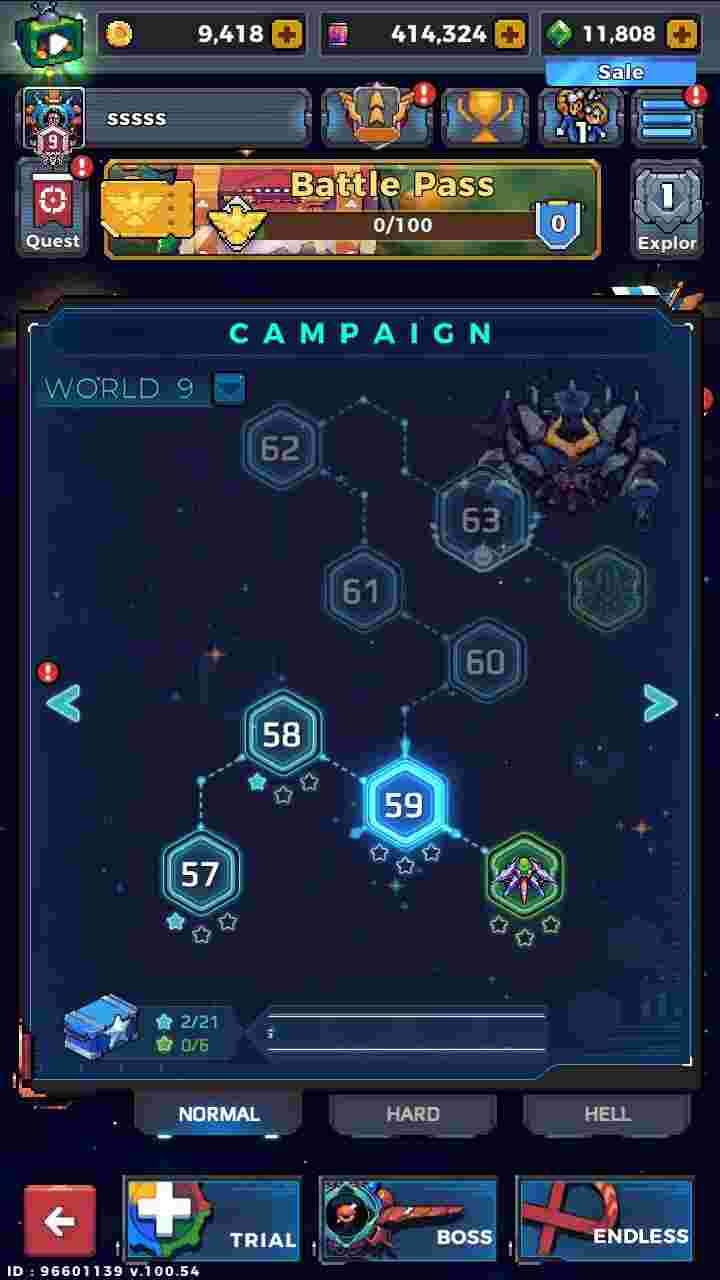 9,418
414,324
11,808
Sale
sssss
9
1
Quest
Battle Pass
0/100
0
1
Explor
CAMPAIGN
WORLD 9
62
63
61
60
58
59
57
2/21
0/6
NORMAL
HARD
HELL
TRIAL
BOSS
ENDLESS
ID : 96601139 v.100.54